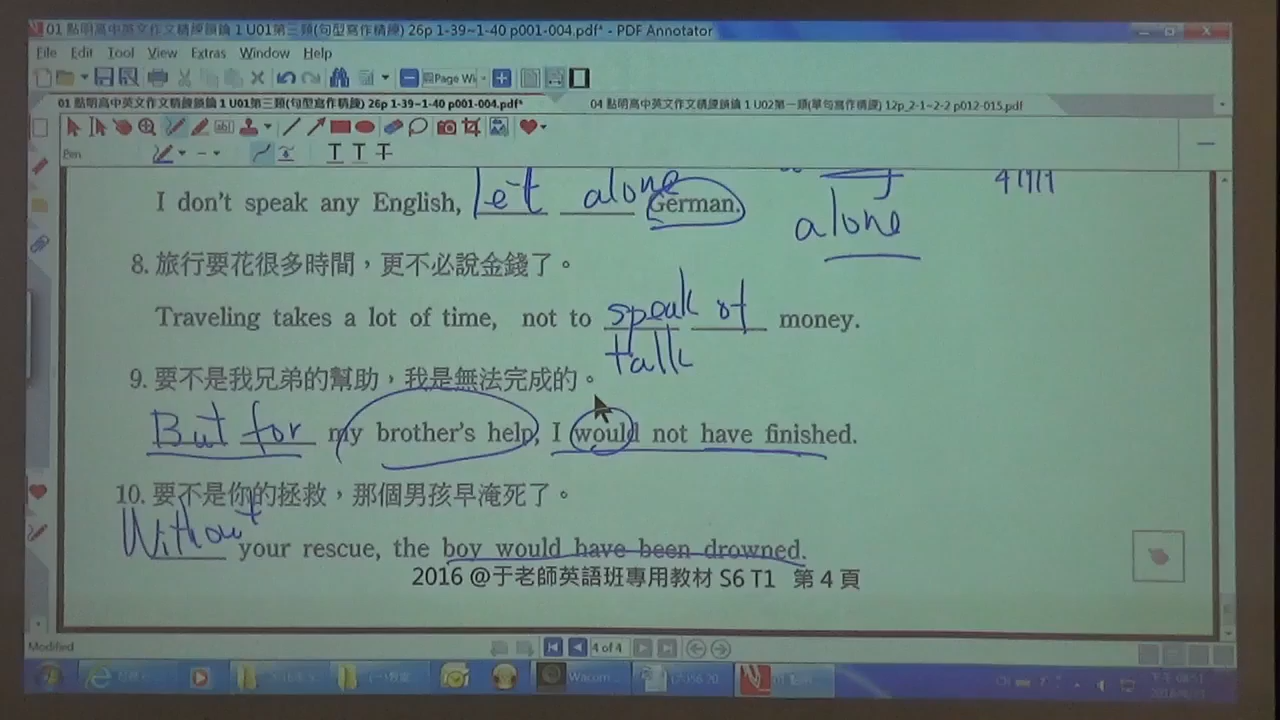 01 點明高中英文作文精練鎖鑰 1 U01第三類(句型寫作精練) 26p 1-39~1-40 p001-004.pdf* - PDF Annotator
File Edit Tool View Extras Window Help
Page Wi
01 點明高中英文作文精練鎖鑰 1 U01第三類(句型寫作精練) 26p 1-39~1-40 p001-004.pdf*
04 點明高中英文作文精練鎖鑰 1 U02第一類(單句寫作精練) 12p_2-1~2-2 p012-015.pdf
Pen
I don't speak any English, let alone German.
alone
8. 旅行要花很多時間，更不必說金錢了。
Traveling takes a lot of time, not to speak of money.
talk
9. 要不是我兄弟的幫助，我是無法完成的。
But for my brother's help, I would not have finished.
10. 要不是你的拯救，那個男孩早淹死了。
Without your rescue, the boy would have been drowned.
2016 @于老師英語班專用教材 S6 T1 第 4 頁
Modified
4 of 4
Wacom...